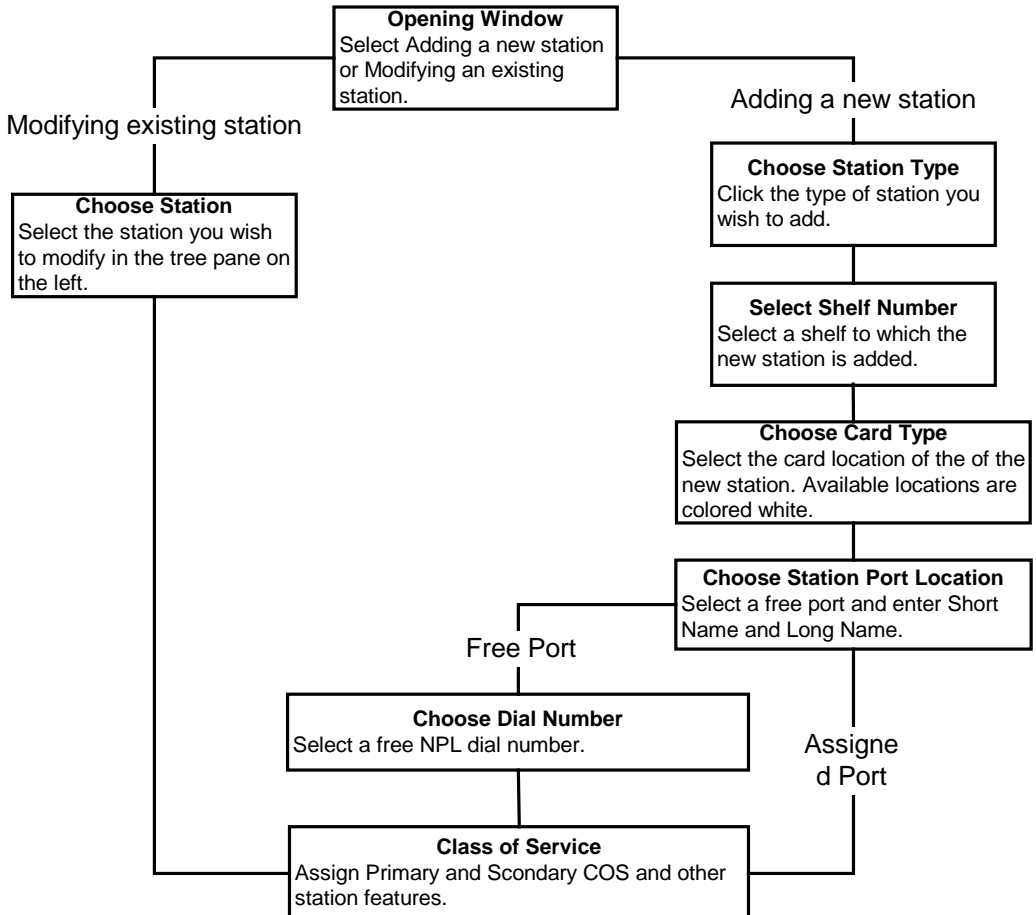 Opening Window
Select Adding a new station
or Modifying an existing
station.
Modifying existing station
Adding a new station
Choose Station
Select the station you wish
to modify in the tree pane on
the left.
Choose Station Type
Click the type of station you
wish to add.
Select Shelf Number
Select a shelf to which the
new station is added.
Choose Card Type
Select the card location of the of the
new station. Available locations are
colored white.
Choose Station Port Location
Select a free port and enter Short
Name and Long Name.
Free Port
Choose Dial Number
Select a free NPL dial number.
Assigne
d Port
Class of Service
Assign Primary and Scondary COS and other
station features.